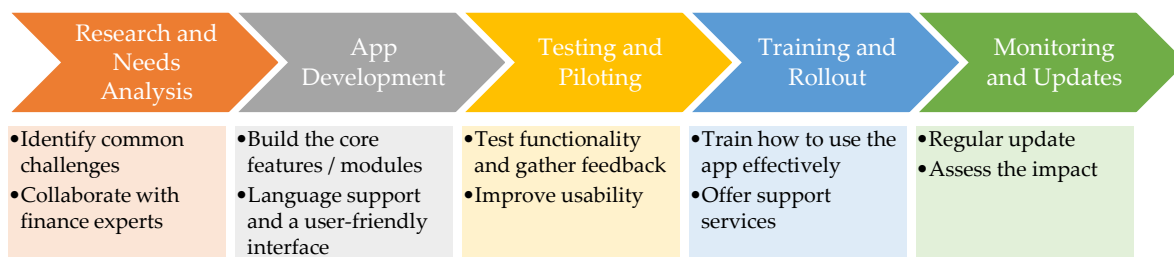 Research and
Needs
Analysis
App
Development
Testing and
Piloting
Training and
Rollout
Monitoring
and Updates
•Identify common
challenges
•Collaborate with
finance experts
•Build the core
features / modules
•Language support
and a user-friendly
interface
•Test functionality
and gather feedback
•Improve usability
•Train how to use the
app effectively
•Offer support
services
•Regular update
•Assess the impact